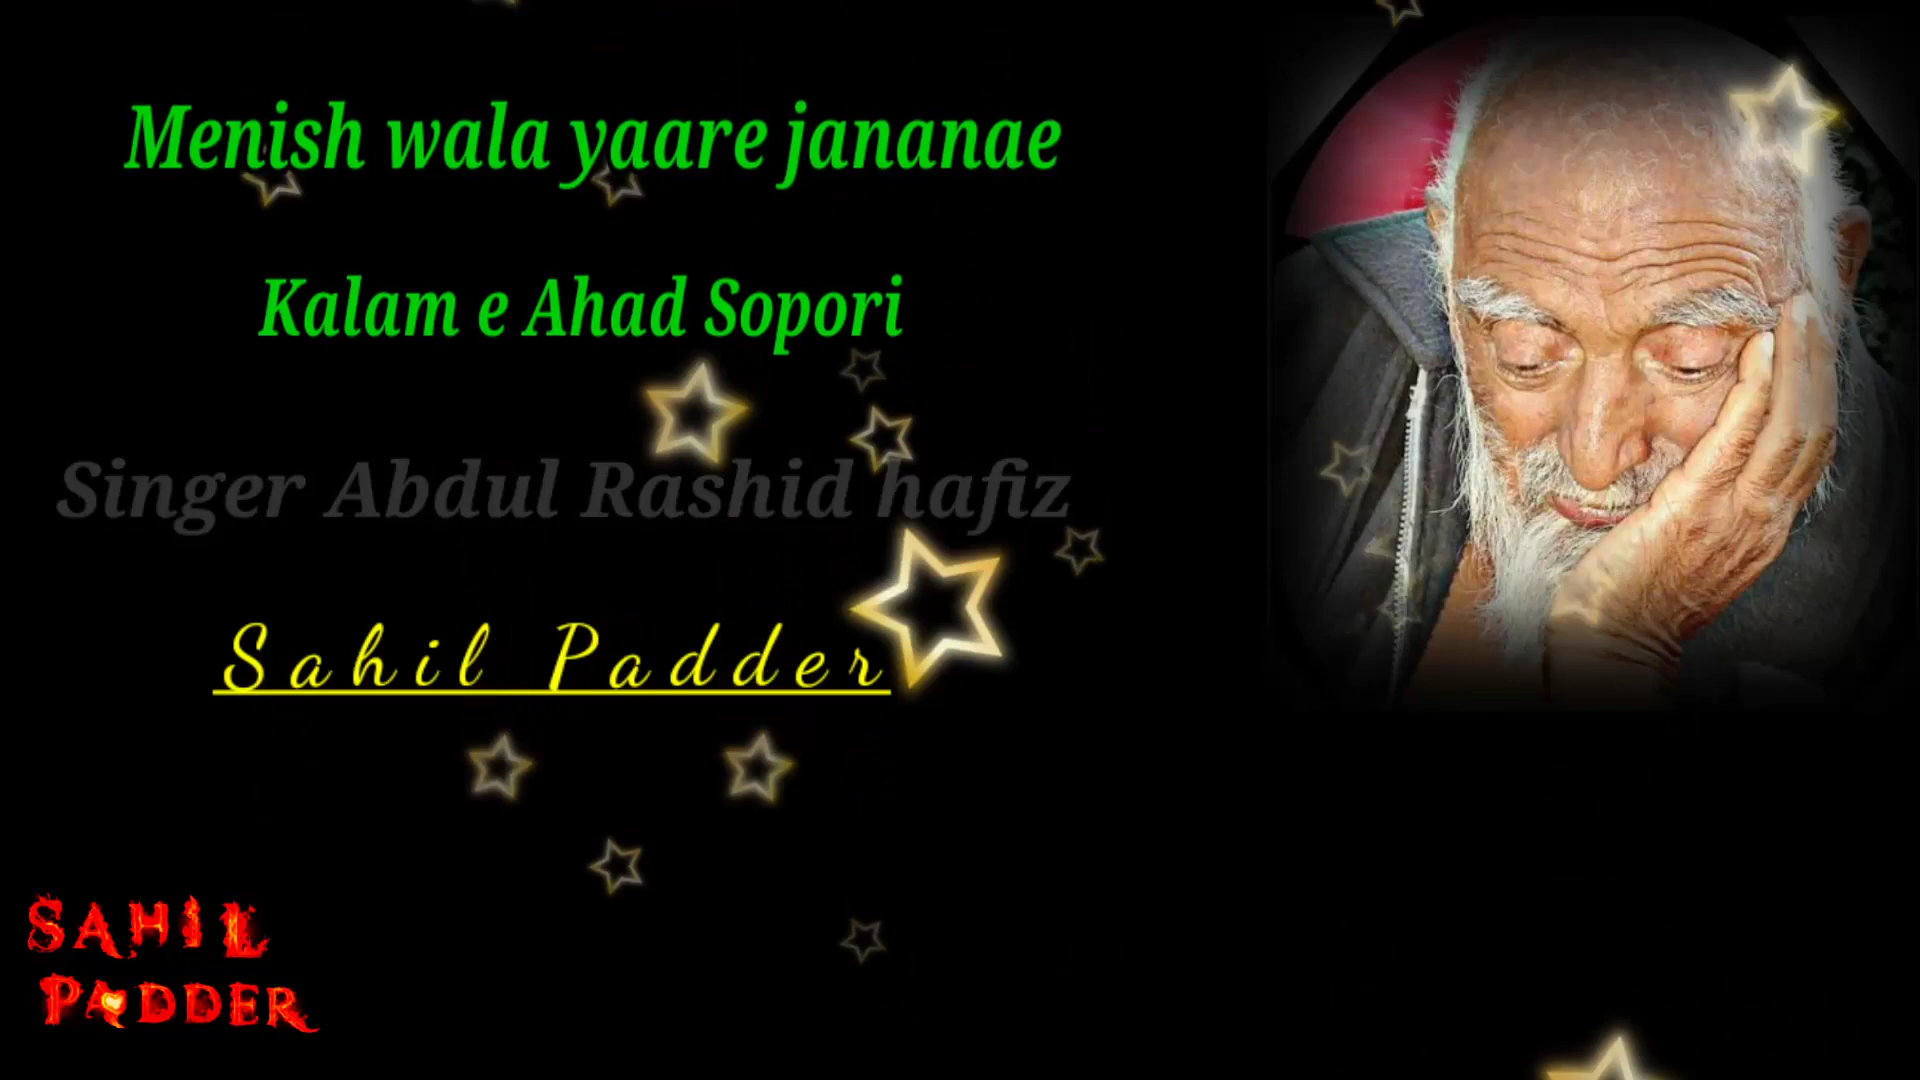 Menish wala yaare jananae
Kalam e Ahad Sopori
Singer Abdul Rashid hafiz
Sahil Padder
SAHIL
PADDER